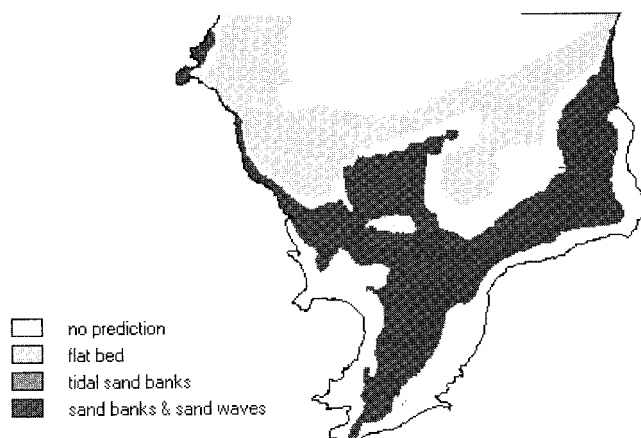 no prediction
flat bed
tidal sand banks
sand banks & sand waves